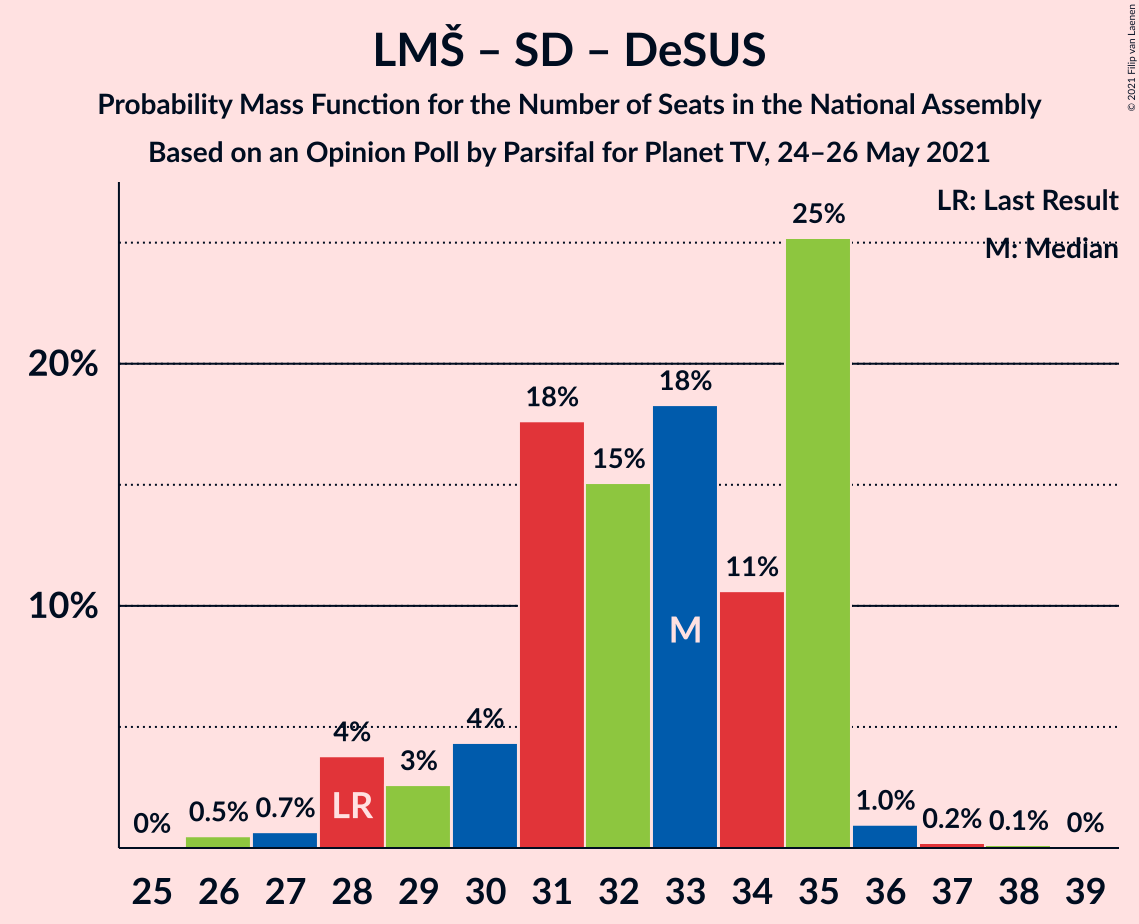 LMŠ – SD – DeSUS
Probability Mass Function for the Number of Seats in the National Assembly
Based on an Opinion Poll by Parsifal for Planet TV, 24–26 May 2021
© 2021 Filip van Laenen
LR: Last Result
M: Median
20%
10%
0%
0.5%
0.7%
4%
3%
4%
18%
15%
18%
11%
25%
1.0%
0.2%
0.1%
0%
LR
M
25 26 27 28 29 30 31 32 33 34 35 36 37 38 39